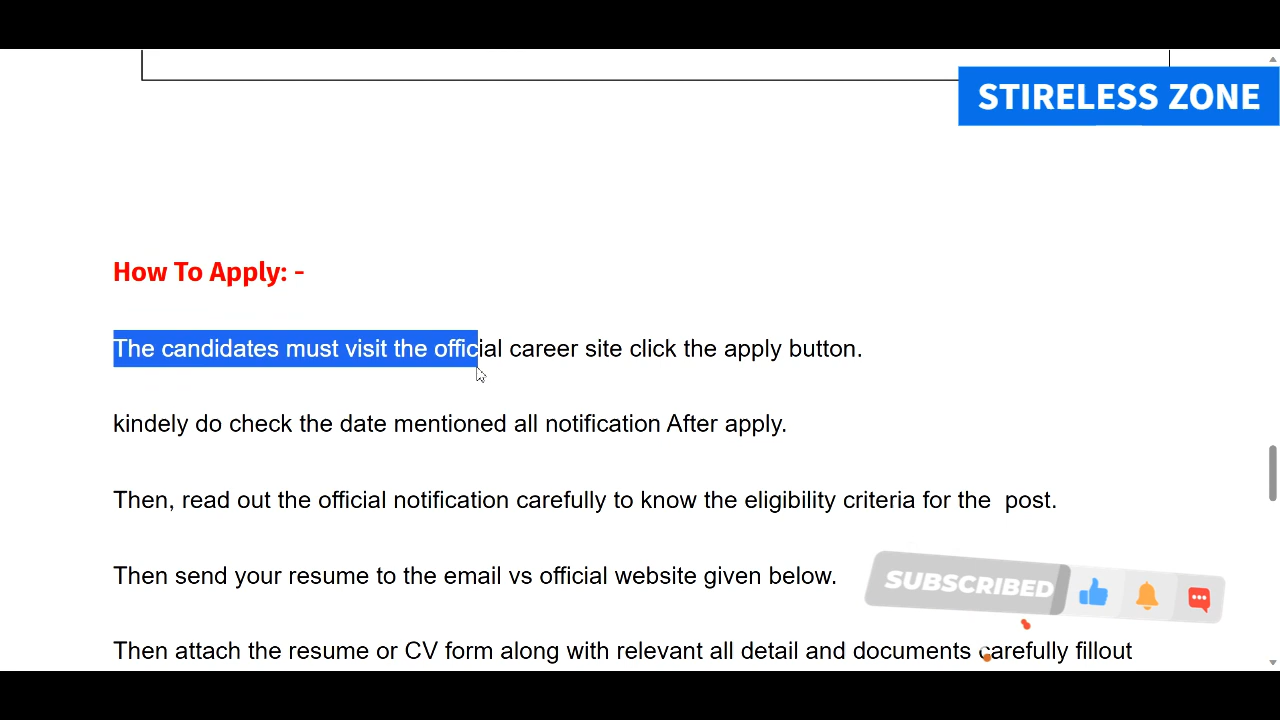 STIRELESS ZONE
How To Apply: -
The candidates must visit the official career site click the apply button.
kindely do check the date mentioned all notification After apply.
Then, read out the official notification carefully to know the eligibility criteria for the  post.
Then send your resume to the email vs official website given below.
SUBSCRIBED
Then attach the resume or CV form along with relevant all detail and documents carefully fillout